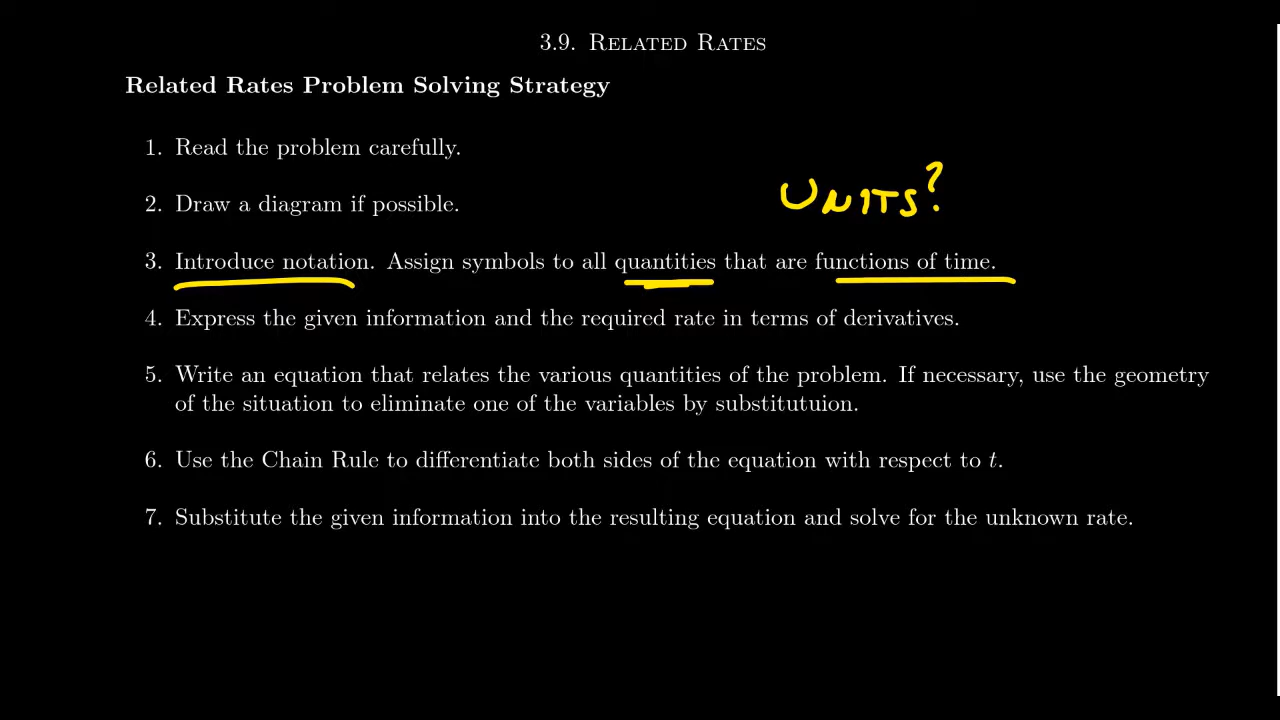 3.9. Related Rates
Related Rates Problem Solving Strategy
1. Read the problem carefully.
UNITS?
2. Draw a diagram if possible.
3. Introduce notation. Assign symbols to all quantities that are functions of time.
4. Express the given information and the required rate in terms of derivatives.
5. Write an equation that relates the various quantities of the problem. If necessary, use the geometry
of the situation to eliminate one of the variables by substitutuion.
6. Use the Chain Rule to differentiate both sides of the equation with respect to t.
7. Substitute the given information into the resulting equation and solve for the unknown rate.